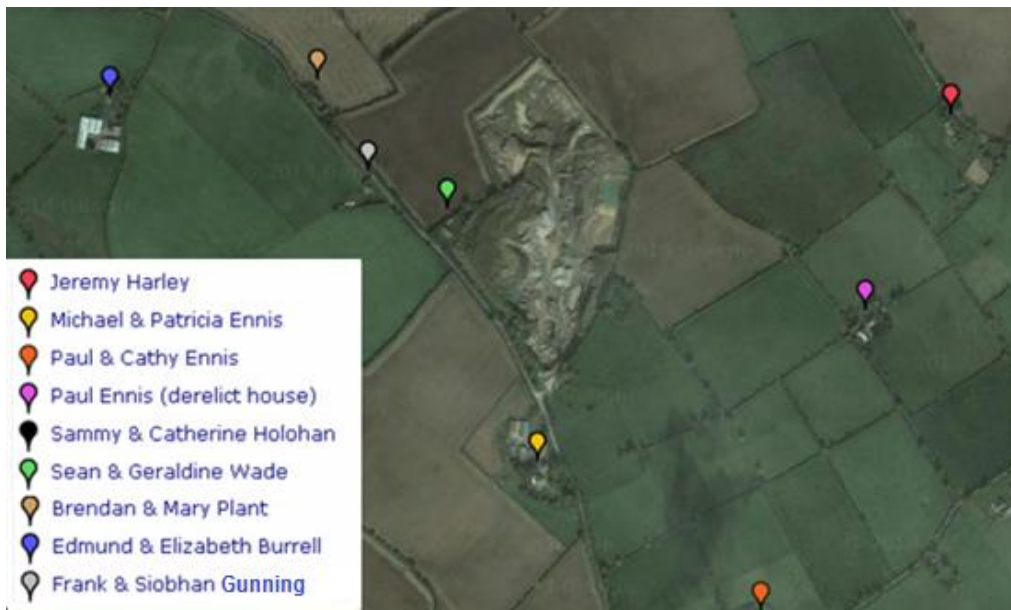 Jeremy Harley
Michael & Patricia Ennis
Paul & Cathy Ennis
Paul Ennis (derelict house)
Sammy & Catherine Holohan
Sean & Geraldine Wade
Brendan & Mary Plant
Edmund & Elizabeth Burrell
Frank & Siobhan Gunning